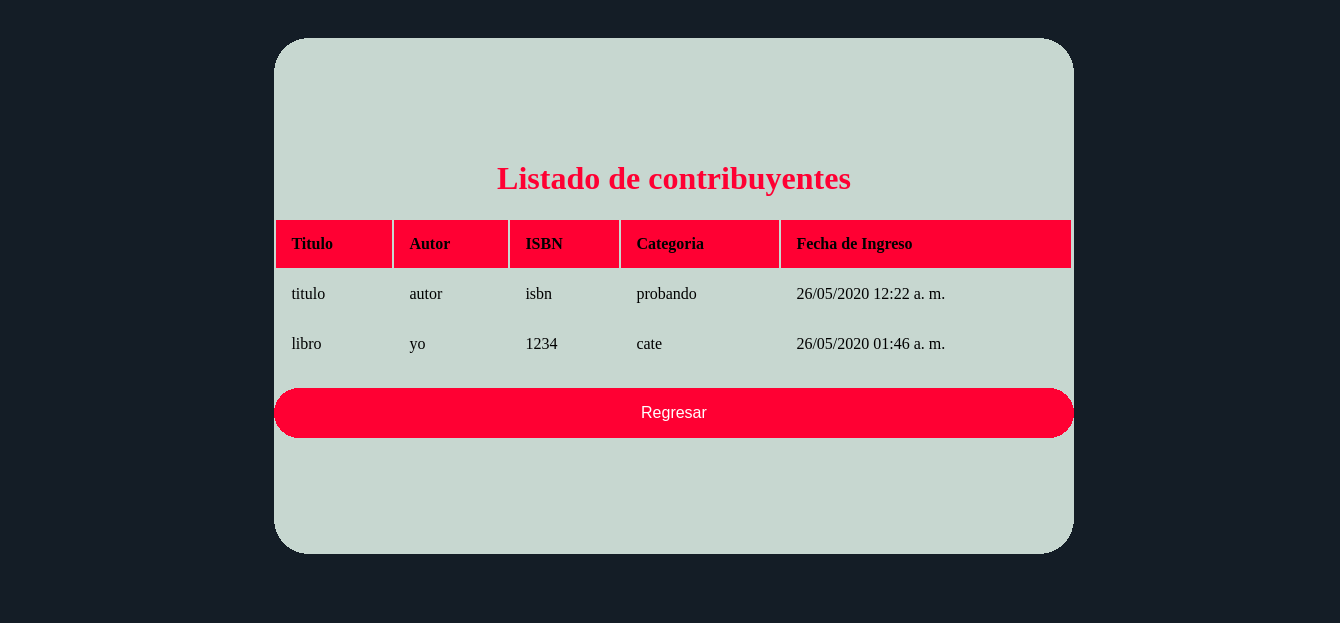 Listado de contribuyentes
Titulo Autor ISBN Categoria Fecha de Ingreso
titulo autor isbn probando 26/05/2020 12:22 a. m.
libro yo 1234 cate 26/05/2020 01:46 a. m.
Regresar